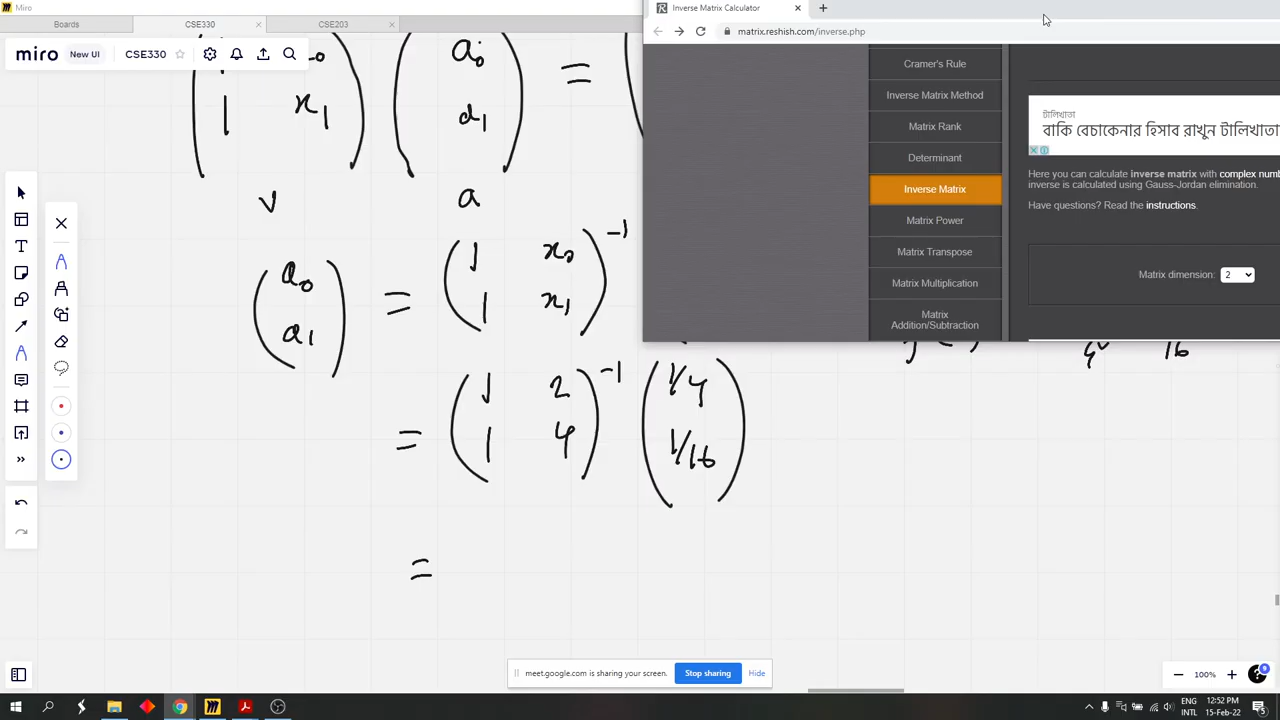 Miro
Boards CSE330 CSE203
miro New UI CSE330
Inverse Matrix Calculator
matrix.reshish.com/inverse.php
Cramer's Rule
Inverse Matrix Method
Matrix Rank
Determinant
Inverse Matrix
Matrix Power
Matrix Transpose
Matrix Multiplication
Matrix
Addition/Subtraction
টালিখাতা
বাকি বেচাকেনার হিসাব রাখুন টালিখাতা
Here you can calculate inverse matrix with complex numb
inverse is calculated using Gauss-Jordan elimination.
Have questions? Read the instructions.
Matrix dimension: 2
a₀ =
1 x₁ a₁
V a
(a₀ a₁) = (1 x₀ 1 x₁)⁻¹
= (1 2 1 4)⁻¹ (1/4 1/16)
16
=
meet.google.com is sharing your screen. Stop sharing Hide
100%
ENG 12:52 PM
INTL 15-Feb-22